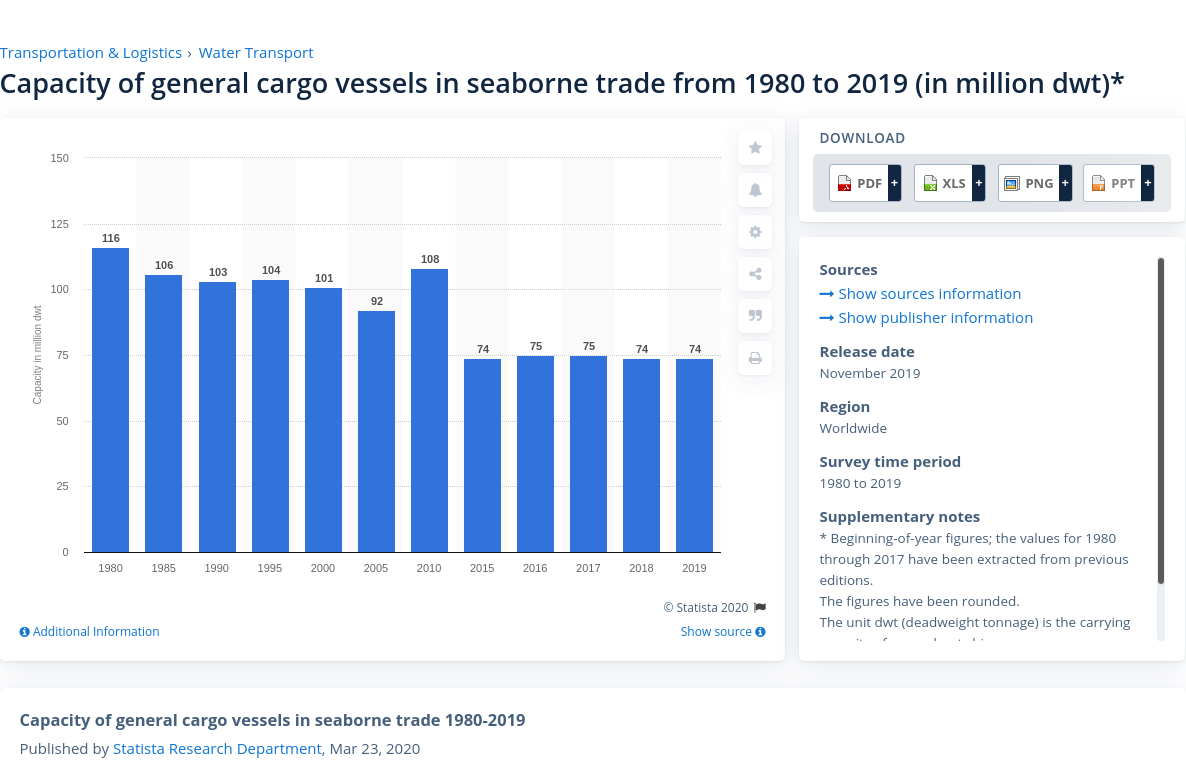 Transportation & Logistics › Water Transport
Capacity of general cargo vessels in seaborne trade from 1980 to 2019 (in million dwt)*
150
125
100
75
50
25
0
Capacity in million dwt
116
106
103
104
101
92
108
74
75
75
74
74
1980
1985
1990
1995
2000
2005
2010
2015
2016
2017
2018
2019
© Statista 2020
Additional Information
Show source
DOWNLOAD
PDF +
XLS +
PNG +
PPT +
Sources
Show sources information
Show publisher information
Release date
November 2019
Region
Worldwide
Survey time period
1980 to 2019
Supplementary notes
* Beginning-of-year figures; the values for 1980
through 2017 have been extracted from previous
editions.
The figures have been rounded.
The unit dwt (deadweight tonnage) is the carrying
Capacity of general cargo vessels in seaborne trade 1980-2019
Published by Statista Research Department, Mar 23, 2020